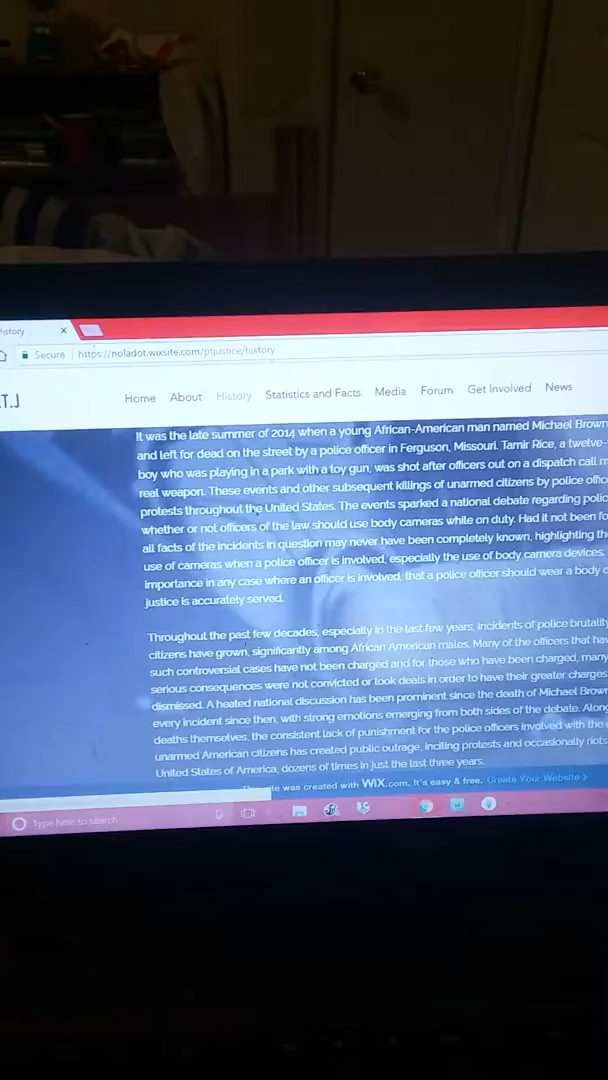 History
Secure https://noladot.wixsite.com/ptjustice/history
T.J
Home About History Statistics and Facts Media Forum Get Involved News
It was the late summer of 2014 when a young African-American man named Michael Brown
and left for dead on the street by a police officer in Ferguson, Missouri. Tamir Rice, a twelve-
boy who was playing in a park with a toy gun, was shot after officers out on a dispatch call m
real weapon. These events and other subsequent killings of unarmed citizens by police offic
protests throughout the United States. The events sparked a national debate regarding polic
whether or not officers of the law should use body cameras while on duty. Had it not been fo
all facts of the incidents in question may never have been completely known, highlighting th
use of cameras when a police officer is involved, especially the use of body camera devices.
importance in any case where an officer is involved, that a police officer should wear a body c
justice is accurately served.
Throughout the past few decades, especially in the last few years, incidents of police brutality
citizens have grown, significantly among African American males. Many of the officers that hav
such controversial cases have not been charged and for those who have been charged, many
serious consequences were not convicted or took deals in order to have their greater charges
dismissed. A heated national discussion has been prominent since the death of Michael Brown
every incident since then, with strong emotions emerging from both sides of the debate. Along
deaths themselves, the consistent lack of punishment for the police officers involved with the
unarmed American citizens has created public outrage, inciting protests and occasionally riots
United States of America, dozens of times in just the last three years.
was created with WiX.com. It's easy & free. Create Your Website >
Type here to search